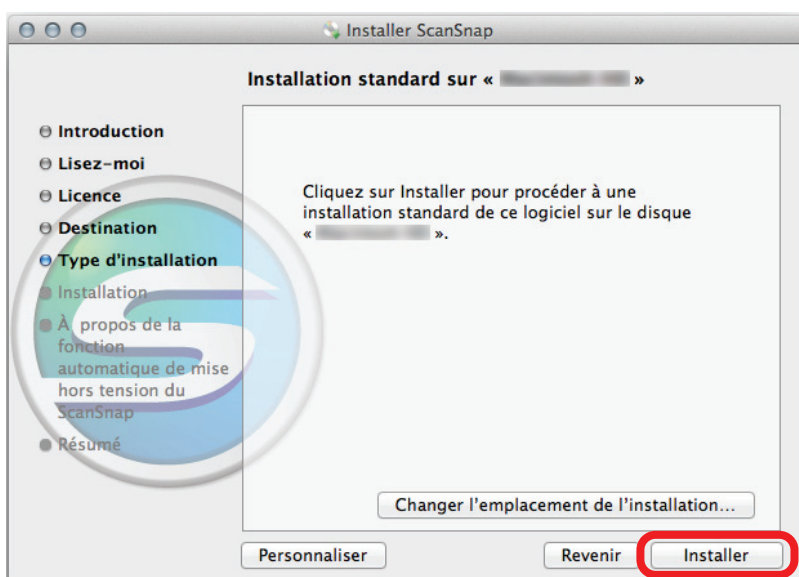 Installer ScanSnap
Installation standard sur « »
Introduction
Lisez-moi
Licence
Destination
Type d'installation
Installation
À propos de la
fonction
automatique de mise
hors tension du
ScanSnap
Résumé
Cliquez sur Installer pour procéder à une
installation standard de ce logiciel sur le disque
« ».
Changer l'emplacement de l'installation...
Personnaliser
Revenir
Installer